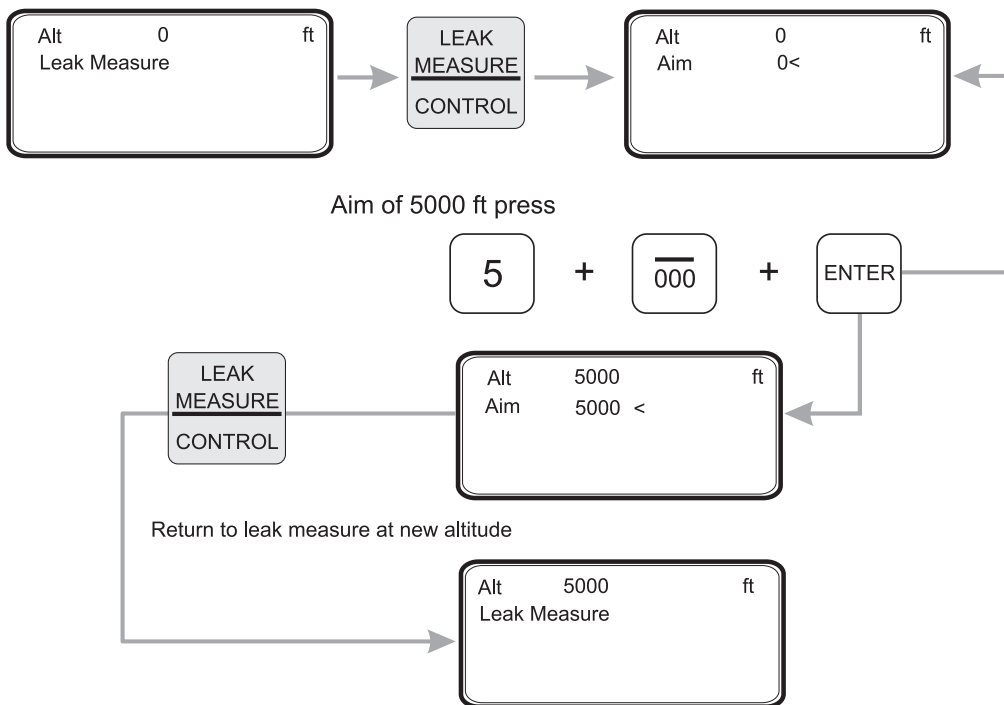 Alt 0 ft
Leak Measure
LEAK
MEASURE
CONTROL
Alt 0 ft
Aim 0<
Aim of 5000 ft press
5 + 000 + ENTER
LEAK
MEASURE
CONTROL
Alt 5000 ft
Aim 5000 <
Return to leak measure at new altitude
Alt 5000 ft
Leak Measure